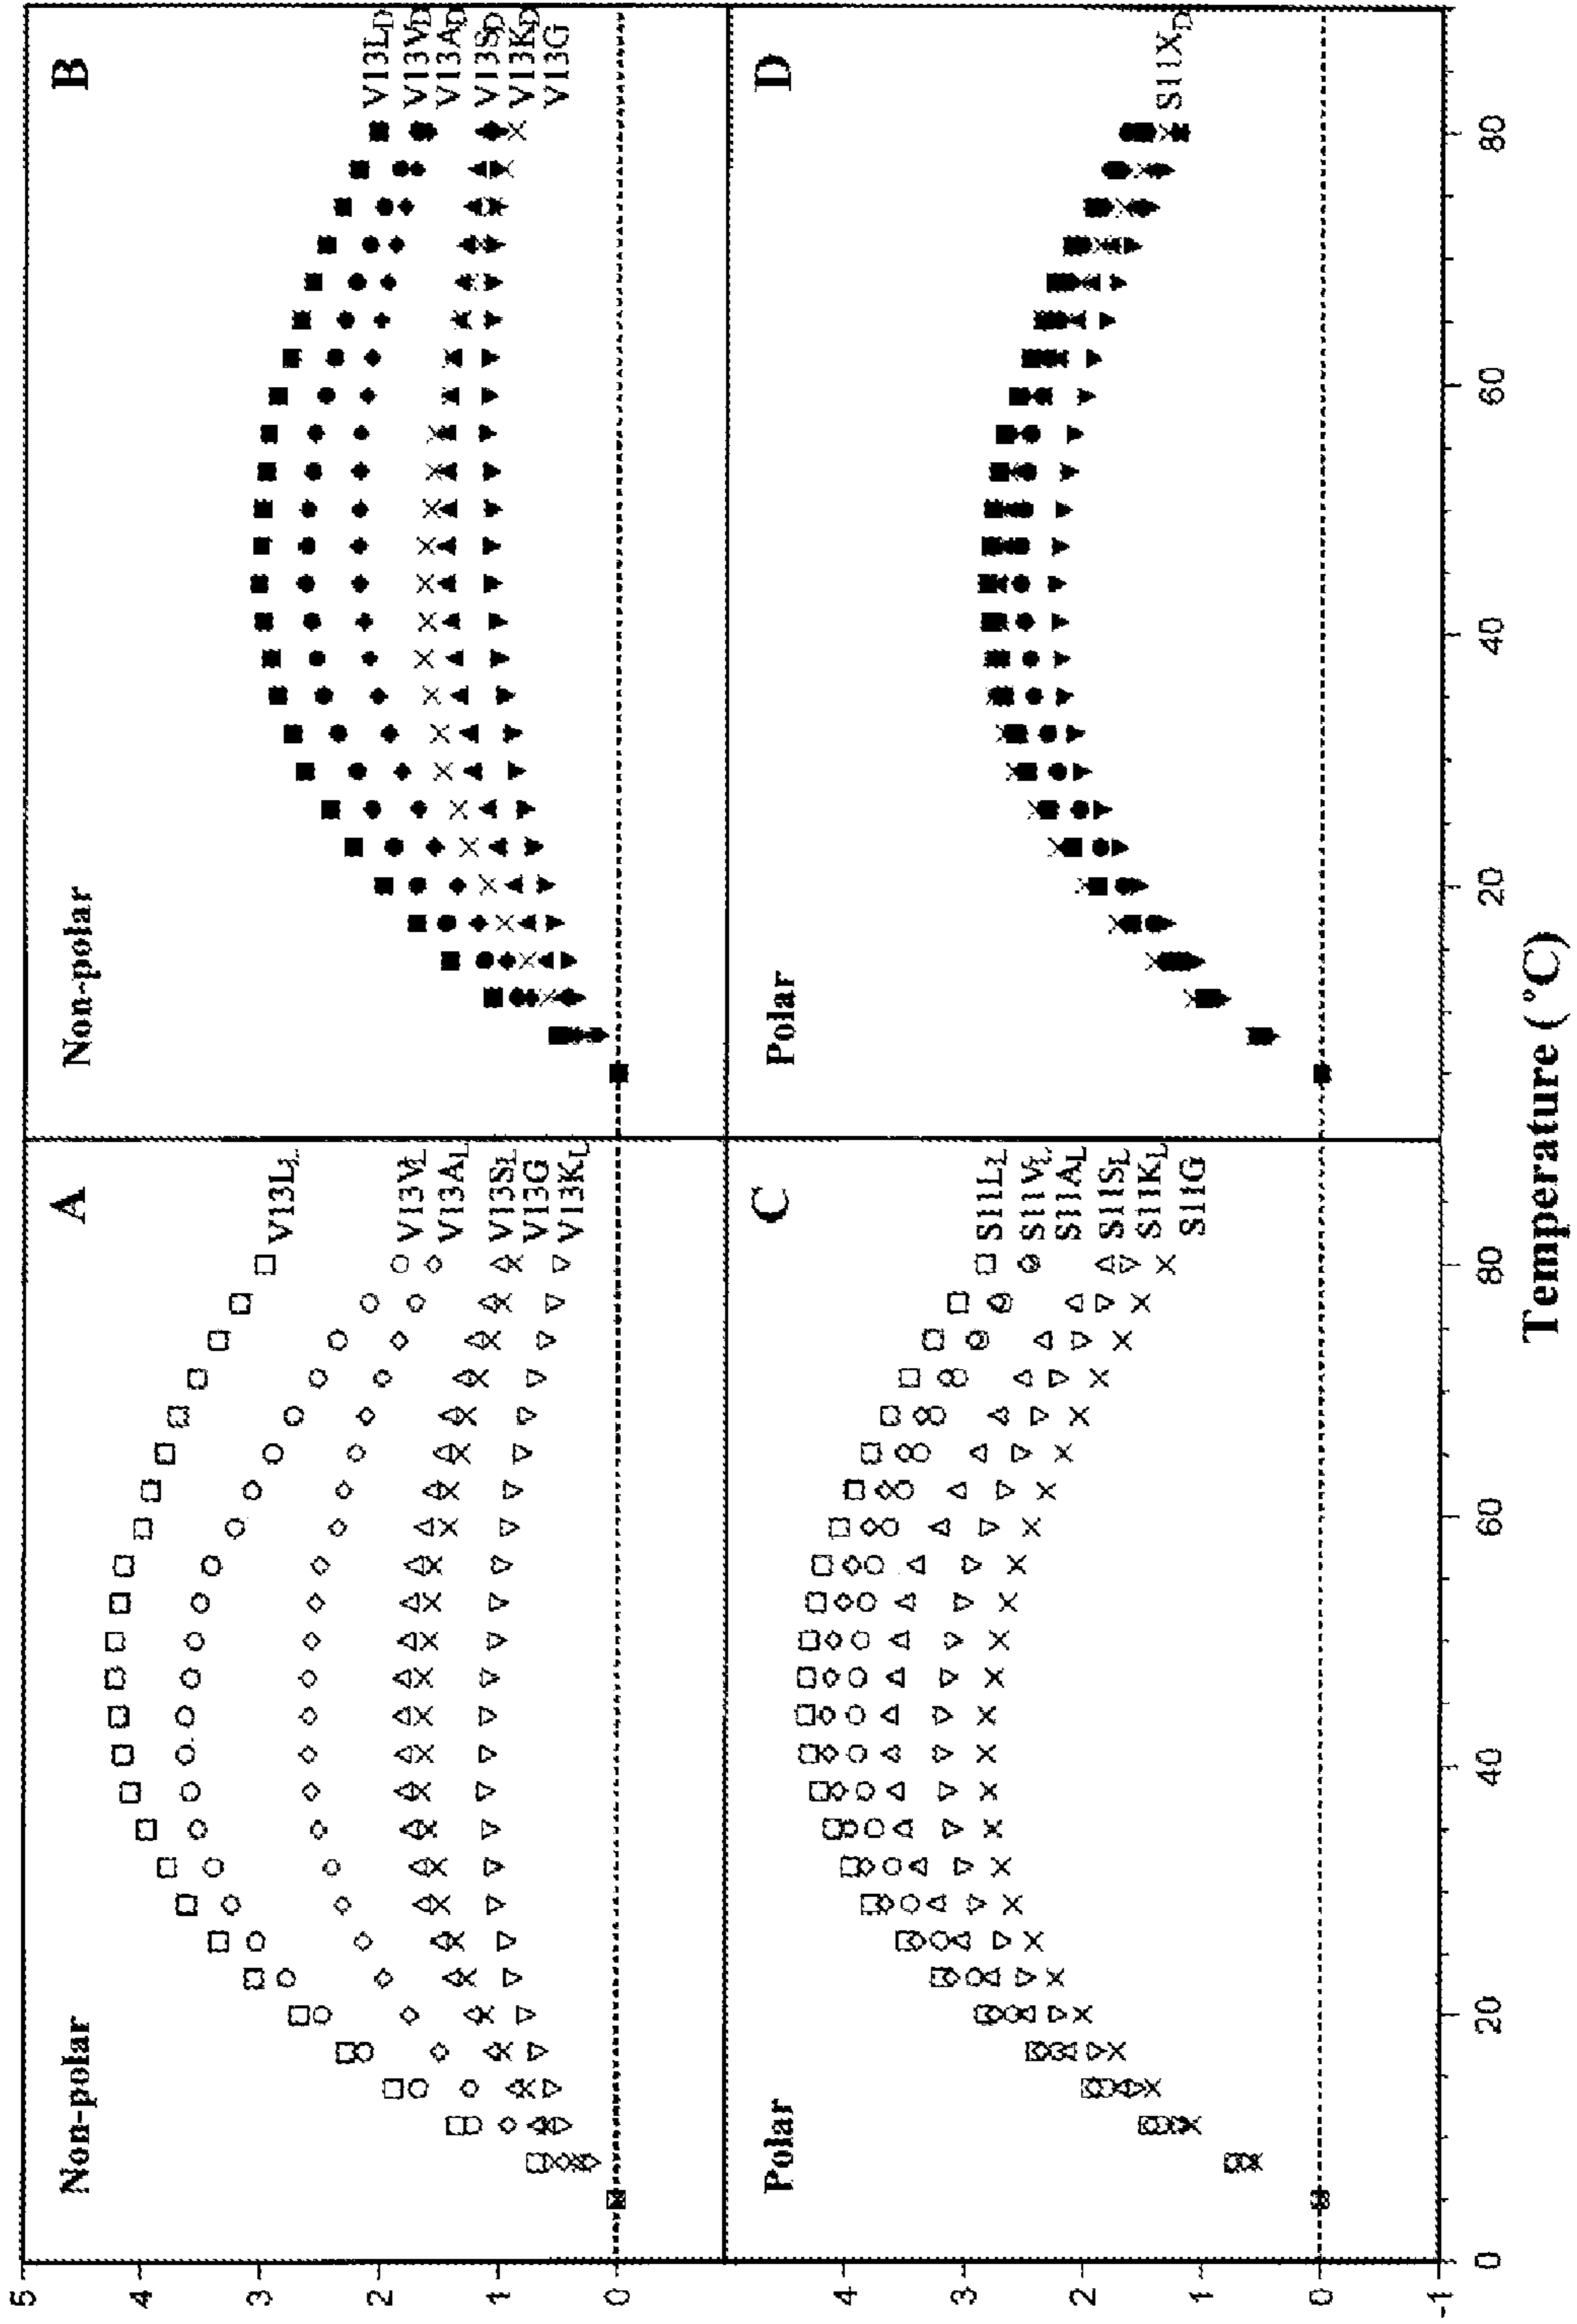 A
Non-polar
V13L_L
V13V_L
V13A_L
V13S_L
V13G
V13K_L
B
Non-polar
V13L_D
V13V_D
V13A_D
V13S_D
V13K_D
V13G
C
Polar
S11L_L
S11V_L
S11A_L
S11S_L
S11K_L
S11G
D
Polar
S11X_D
5
4
3
2
1
0
4
3
2
1
0
-1
0 20 40 60 80 20 40 60 80
Temperature (°C)